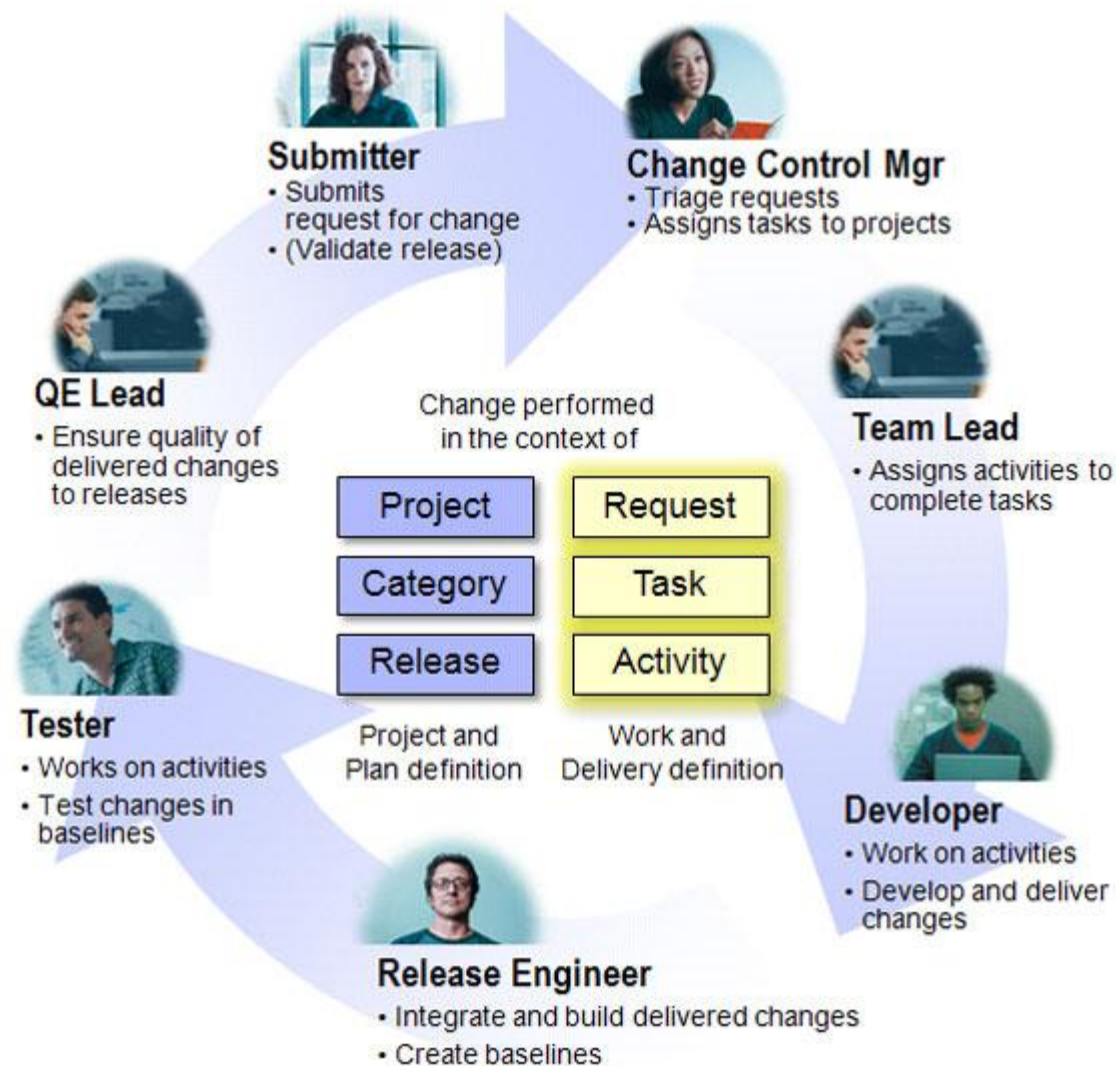 Submitter
• Submits
request for change
• (Validate release)
Change Control Mgr
• Triage requests
• Assigns tasks to projects
Team Lead
• Assigns activities to
complete tasks
Developer
• Work on activities
• Develop and deliver
changes
Release Engineer
• Integrate and build delivered changes
• Create baselines
Tester
• Works on activities
• Test changes in
baselines
QE Lead
• Ensure quality of
delivered changes
to releases
Change performed
in the context of
Project
Category
Release
Project and
Plan definition
Request
Task
Activity
Work and
Delivery definition